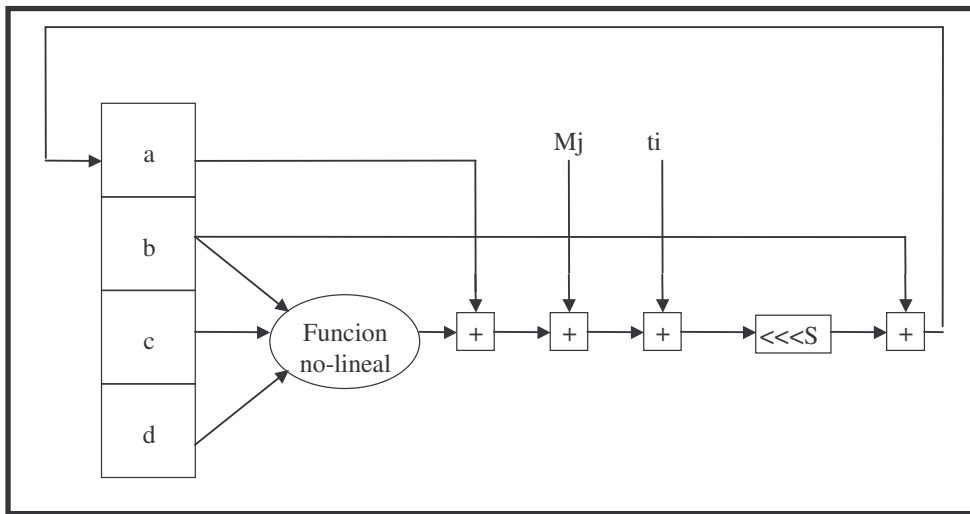 a
Mj
ti
b
c
Funcion
no-lineal
+
+
+
<<<S
+
d